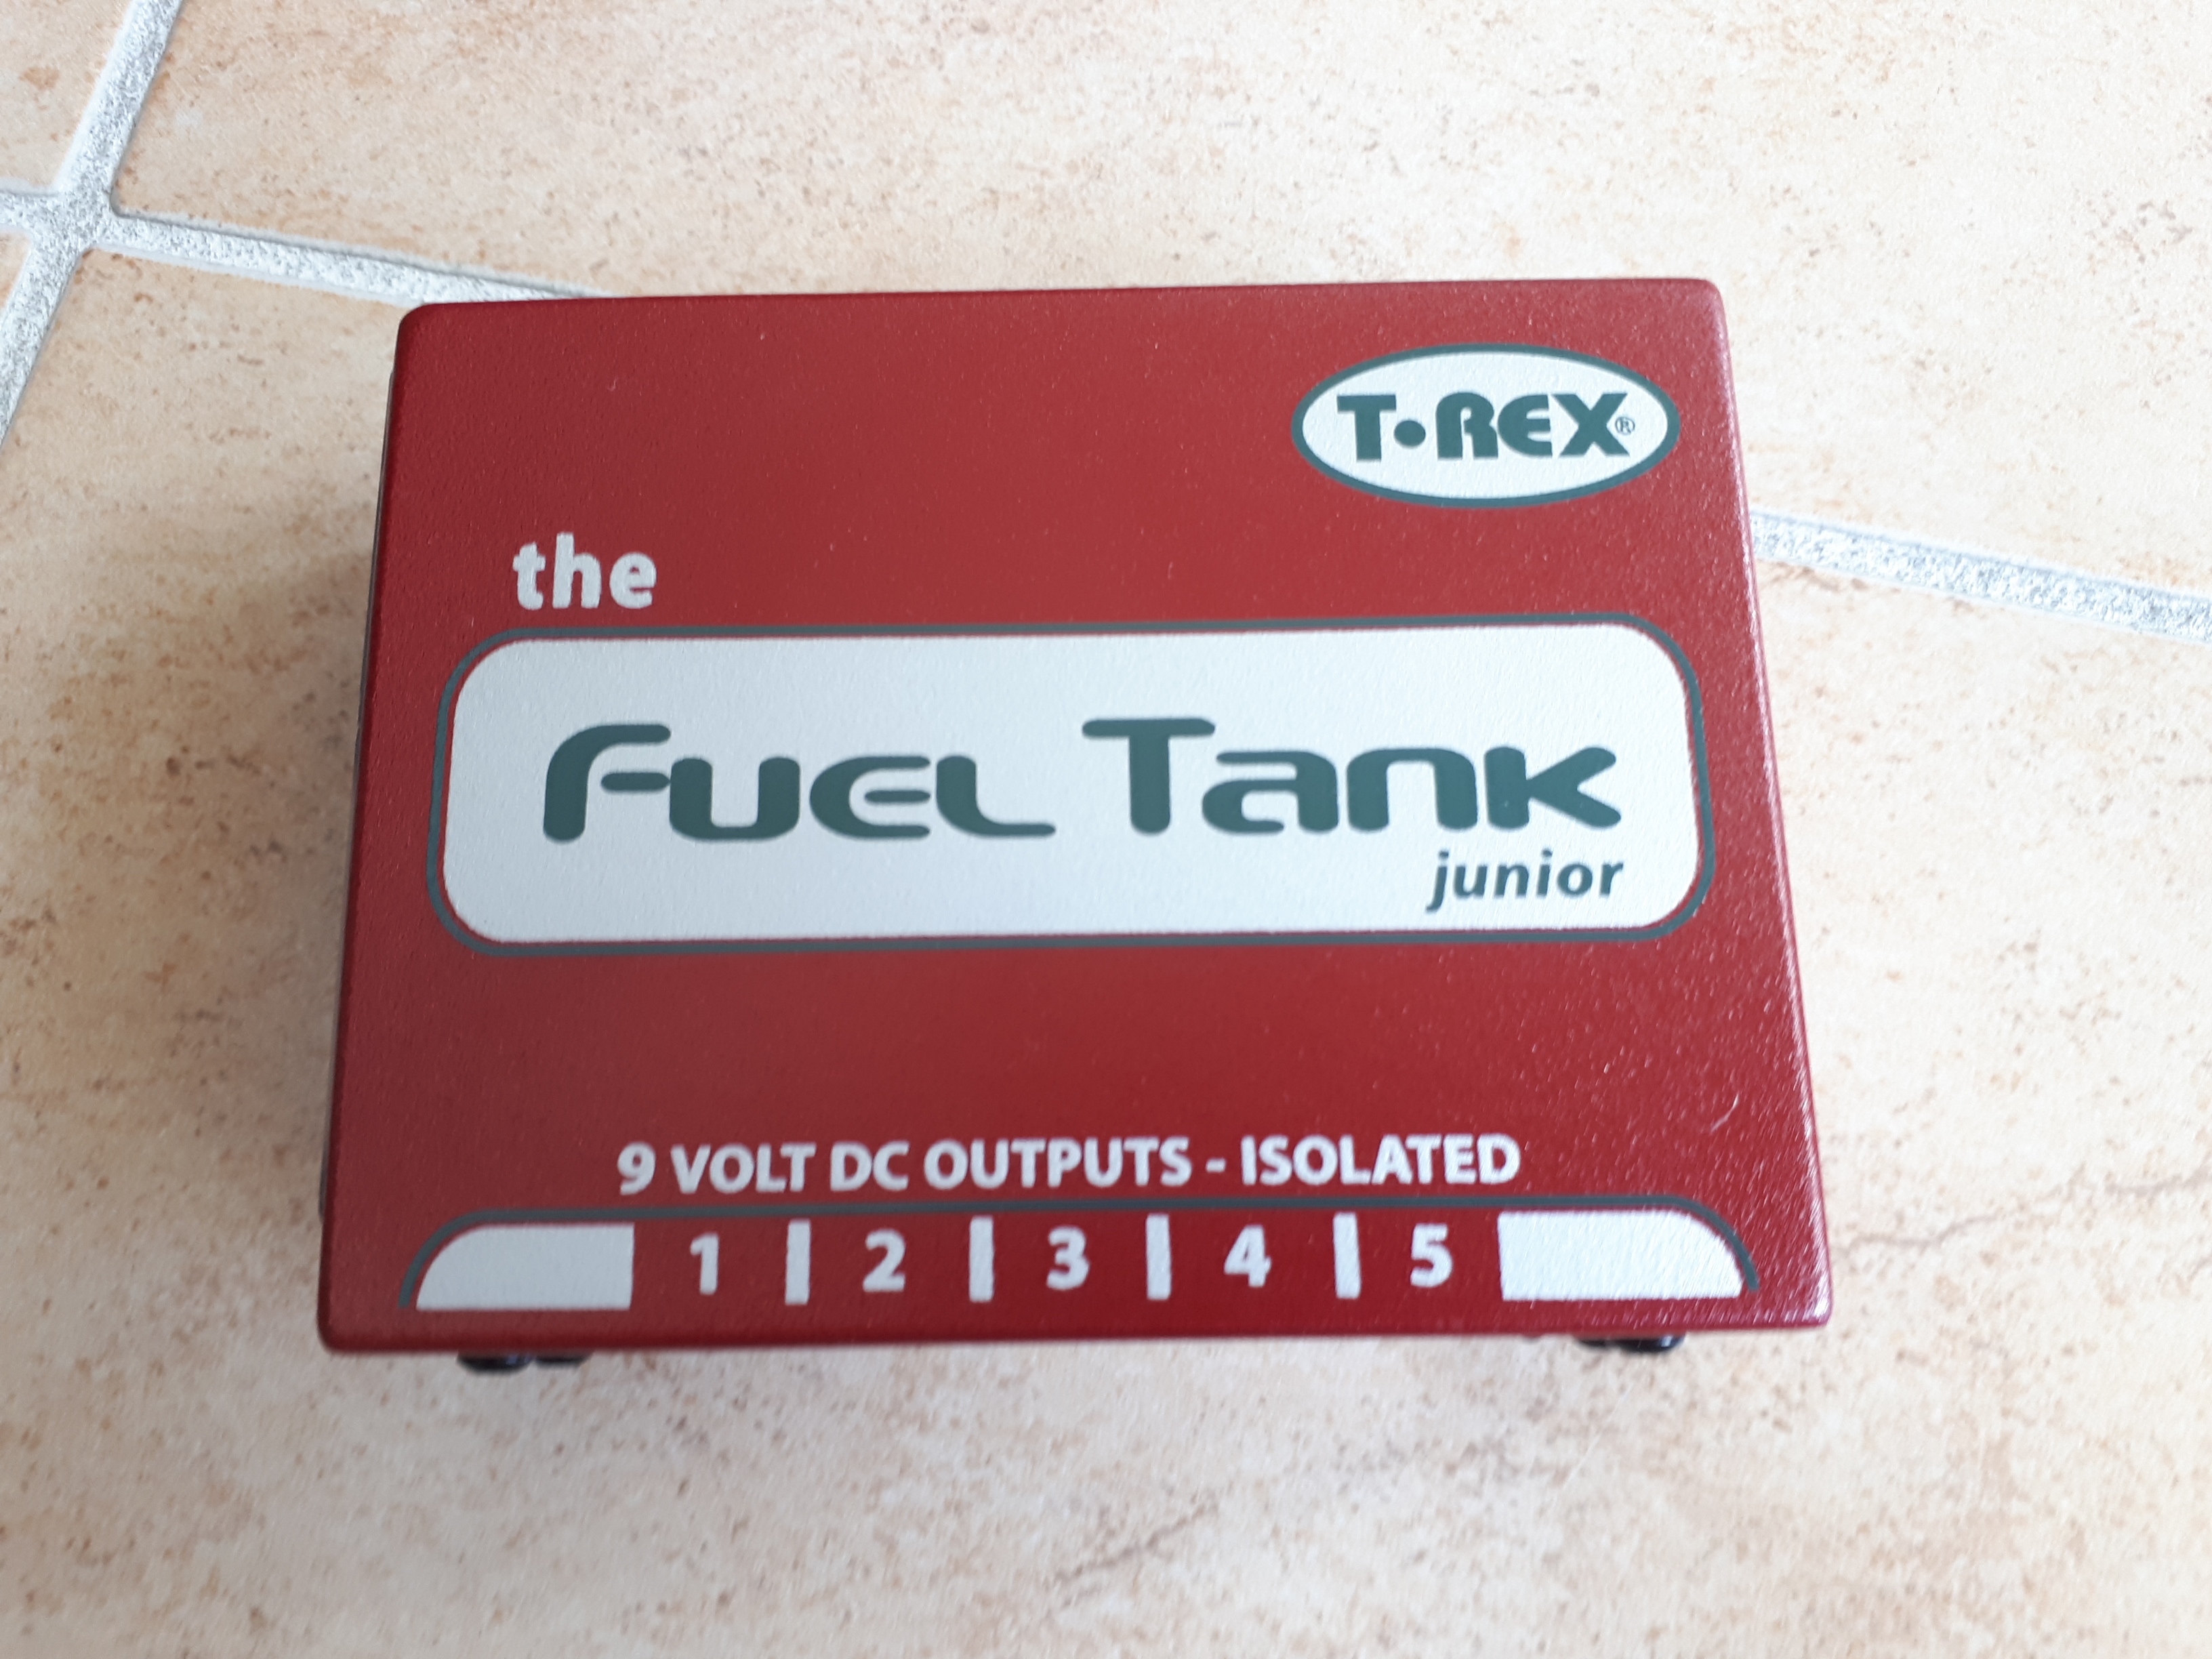 T·REX®
the
Fuel Tank
junior
9 VOLT DC OUTPUTS - ISOLATED
1 2 3 4 5